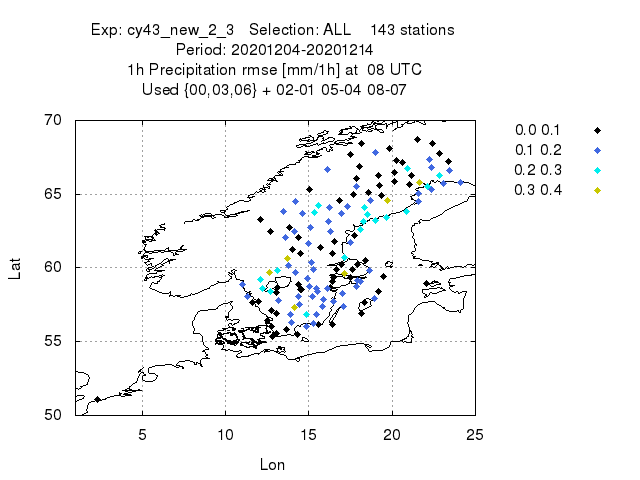 Exp: cy43_new_2_3   Selection: ALL    143 stations
Period: 20201204-20201214
1h Precipitation rmse [mm/1h] at  08 UTC
Used {00,03,06} + 02-01 05-04 08-07
70
65
60
55
50
Lat
5 10 15 20 25
Lon
0.0 0.1
0.1 0.2
0.2 0.3
0.3 0.4